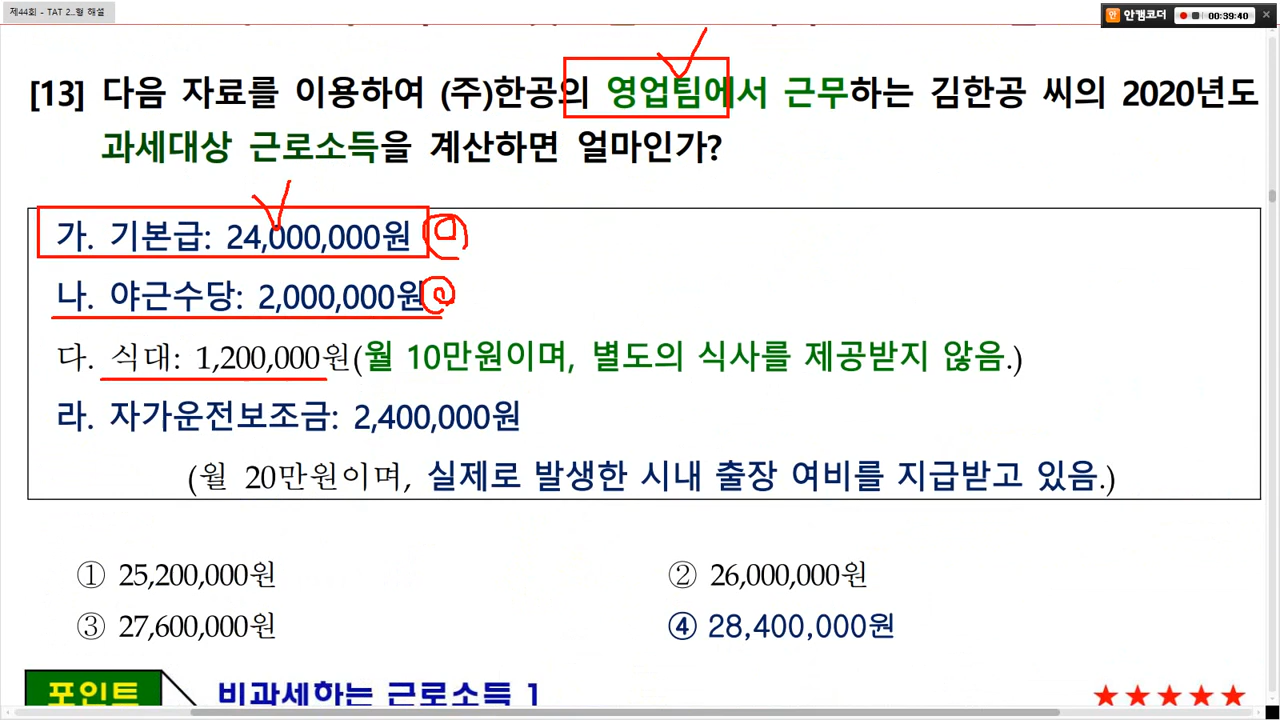 제44회 - TAT 2..형 해설
안캠코더
00:39:40
[13] 다음 자료를 이용하여 (주)한공의 영업팀에서 근무하는 김한공 씨의 2020년도
과세대상 근로소득을 계산하면 얼마인가?
가. 기본급: 24,000,000원
나. 야근수당: 2,000,000원
다. 식대: 1,200,000원(월 10만원이며, 별도의 식사를 제공받지 않음.)
라. 자가운전보조금: 2,400,000원
(월 20만원이며, 실제로 발생한 시내 출장 여비를 지급받고 있음.)
① 25,200,000원 ② 26,000,000원
③ 27,600,000원 ④ 28,400,000원
포인트 비과세하는 근로소득 1 ★★★★★